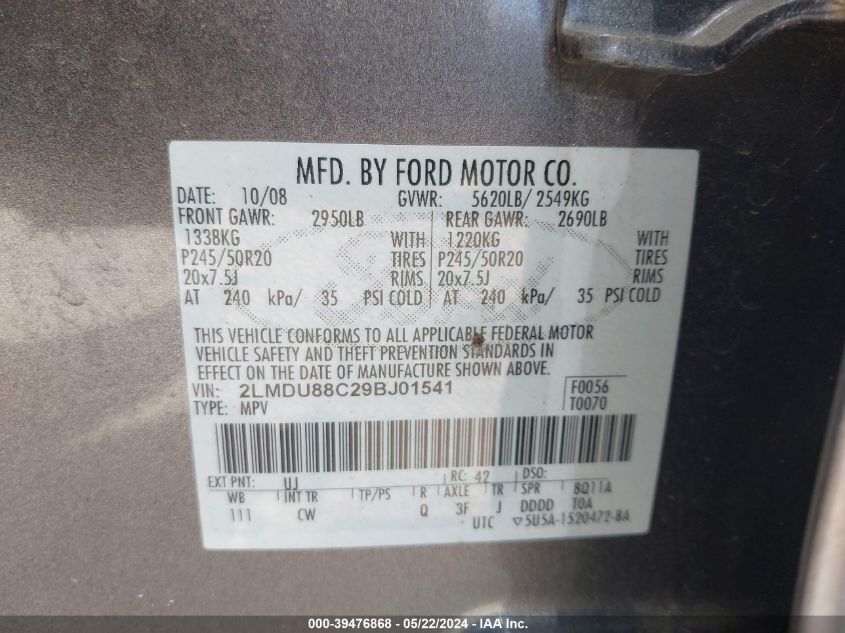 MFD. BY FORD MOTOR CO.
DATE: 10/08 GVWR: 5620LB/ 2549KG
FRONT GAWR: 2950LB REAR GAWR: 2690LB
1338KG WITH 1220KG WITH
P245/50R20 TIRES P245/50R20 TIRES
20x7.5J RIMS 20x7.5J RIMS
AT 240 kPa/ 35 PSI COLD AT 240 kPa/ 35 PSI COLD
THIS VEHICLE CONFORMS TO ALL APPLICABLE FEDERAL MOTOR
VEHICLE SAFETY AND THEFT PREVENTION STANDARDS IN
EFFECT ON THE DATE OF MANUFACTURE SHOWN ABOVE.
VIN: 2LMDU88C29BJ01541 F0056
TYPE: MPV T0070
EXT PNT: UJ RC: 42 DSO:
WB INT TR TP/PS R AXLE TR SPR 8Q11A
111 CW Q 3F J DDDD T0A
UTC ▽5U5A-1520472-BA
000-39476868 - 05/22/2024 - IAA Inc.